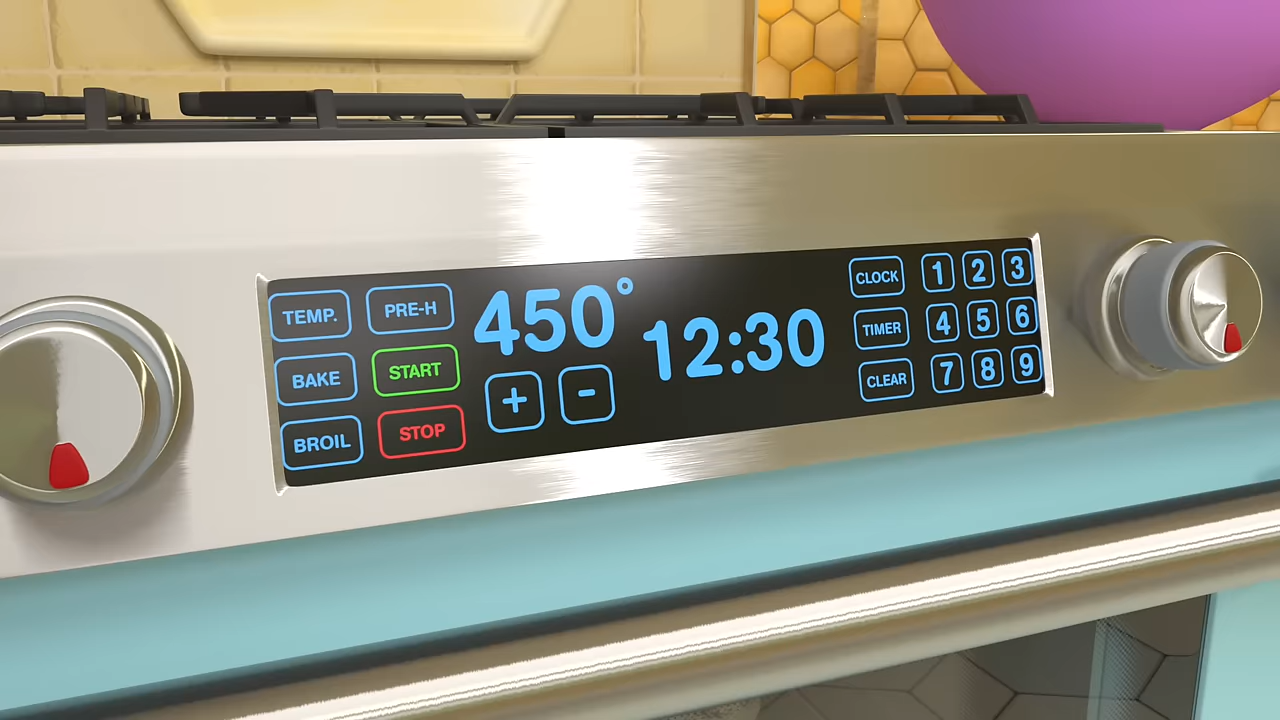 TEMP.
PRE-H
BAKE
START
BROIL
STOP
450°
+
-
12:30
CLOCK
1 2 3
TIMER
4 5 6
CLEAR
7 8 9